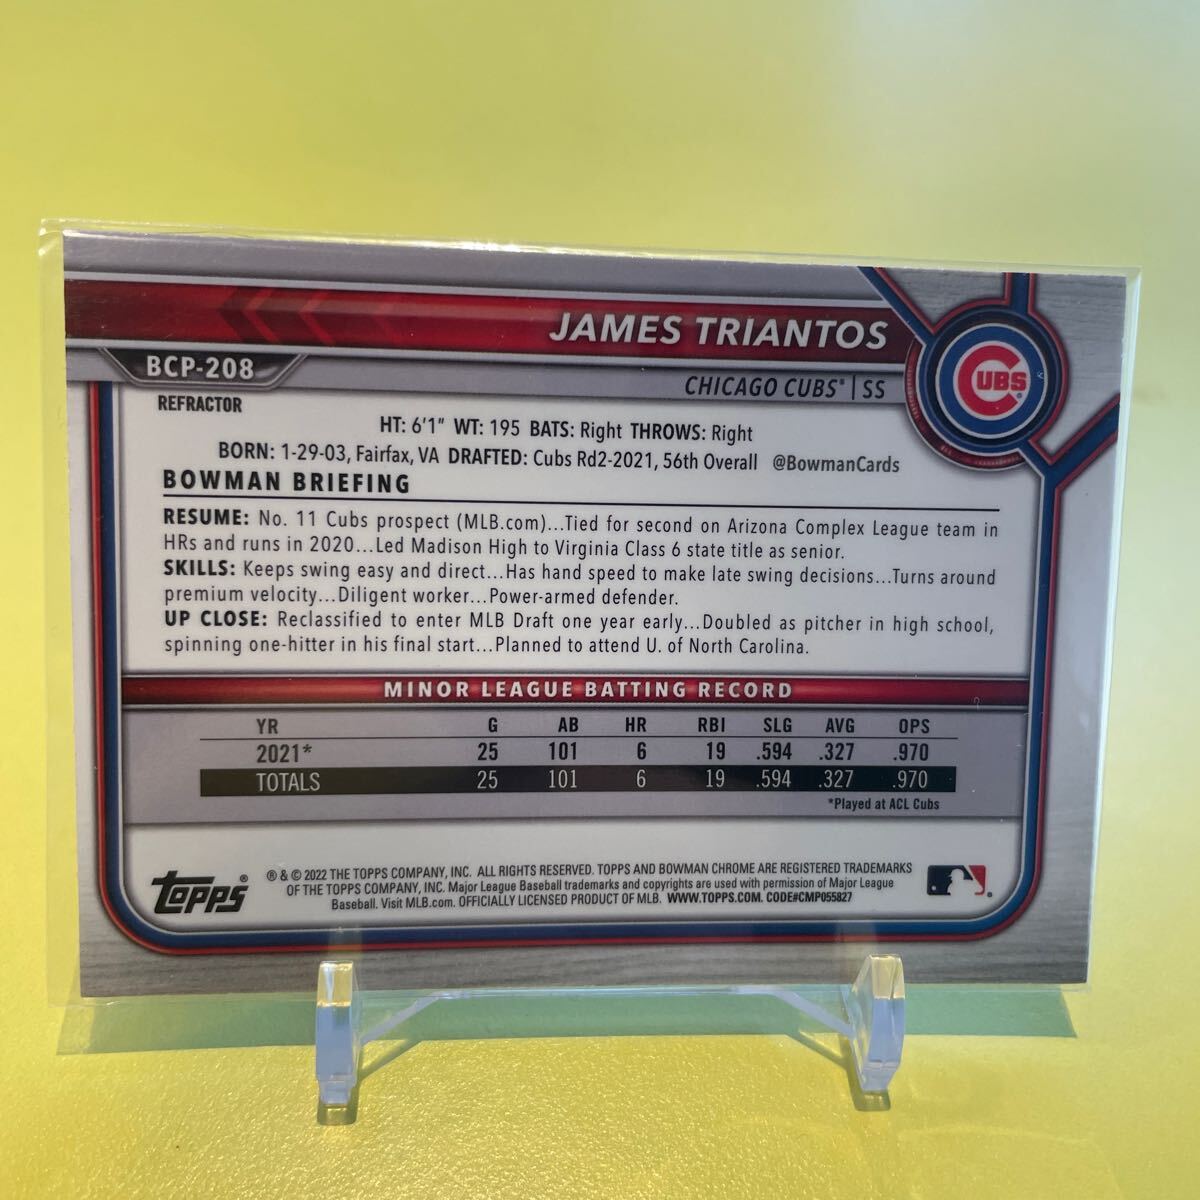 JAMES TRIANTOS
BCP-208
CHICAGO CUBS® | SS
CUBS
REFRACTOR
HT: 6'1" WT: 195 BATS: Right THROWS: Right
BORN: 1-29-03, Fairfax, VA DRAFTED: Cubs Rd2-2021, 56th Overall @BowmanCards
BOWMAN BRIEFING
RESUME: No. 11 Cubs prospect (MLB.com)...Tied for second on Arizona Complex League team in
HRs and runs in 2020...Led Madison High to Virginia Class 6 state title as senior.
SKILLS: Keeps swing easy and direct...Has hand speed to make late swing decisions...Turns around
premium velocity...Diligent worker...Power-armed defender.
UP CLOSE: Reclassified to enter MLB Draft one year early...Doubled as pitcher in high school,
spinning one-hitter in his final start...Planned to attend U. of North Carolina.
MINOR LEAGUE BATTING RECORD
YR G AB HR RBI SLG AVG OPS
2021* 25 101 6 19 .594 .327 .970
TOTALS 25 101 6 19 .594 .327 .970
*Played at ACL Cubs
TOPPS®
® & © 2022 THE TOPPS COMPANY, INC. ALL RIGHTS RESERVED. TOPPS AND BOWMAN CHROME ARE REGISTERED TRADEMARKS
OF THE TOPPS COMPANY, INC. Major League Baseball trademarks and copyrights are used with permission of Major League
Baseball. Visit MLB.com. OFFICIALLY LICENSED PRODUCT OF MLB. WWW.TOPPS.COM. CODE#CMP055827